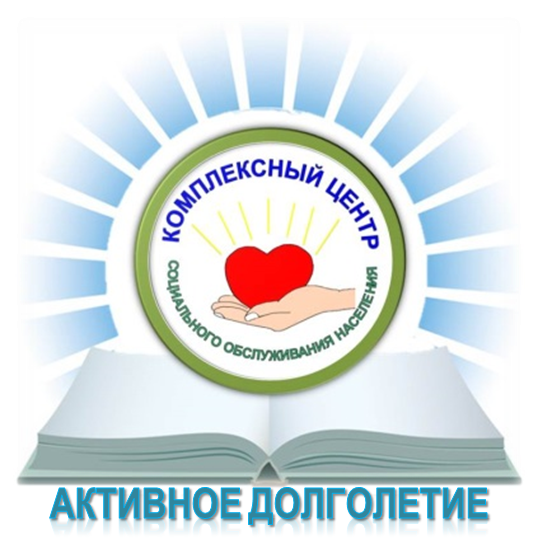 КОМПЛЕКСНЫЙ ЦЕНТР
СОЦИАЛЬНОГО ОБСЛУЖИВАНИЯ НАСЕЛЕНИЯ
АКТИВНОЕ ДОЛГОЛЕТИЕ